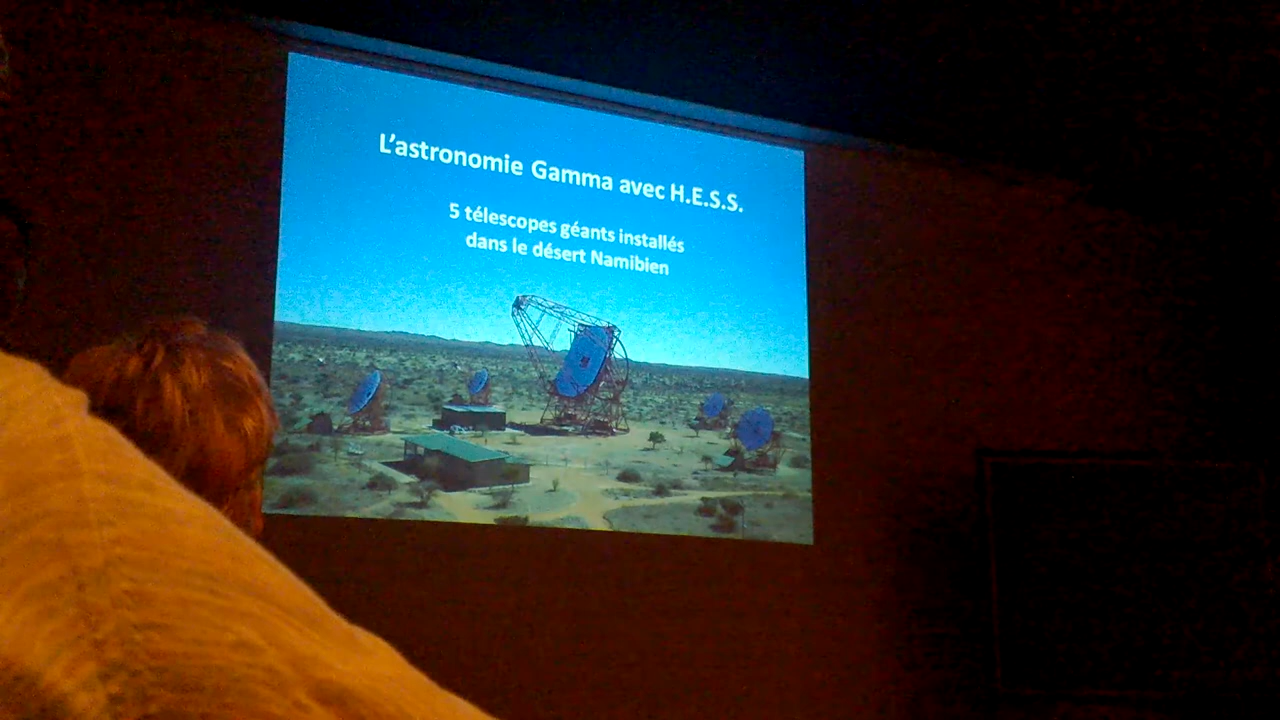 L'astronomie Gamma avec H.E.S.S.
5 télescopes géants installés
dans le désert Namibien